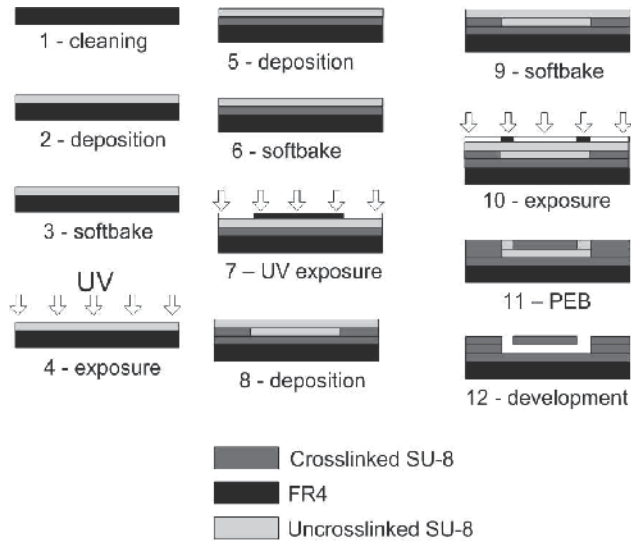 1 - cleaning
2 - deposition
3 - softbake
UV
4 - exposure
5 - deposition
6 - softbake
7 – UV exposure
8 - deposition
9 - softbake
10 - exposure
11 – PEB
12 - development
Crosslinked SU-8
FR4
Uncrosslinked SU-8